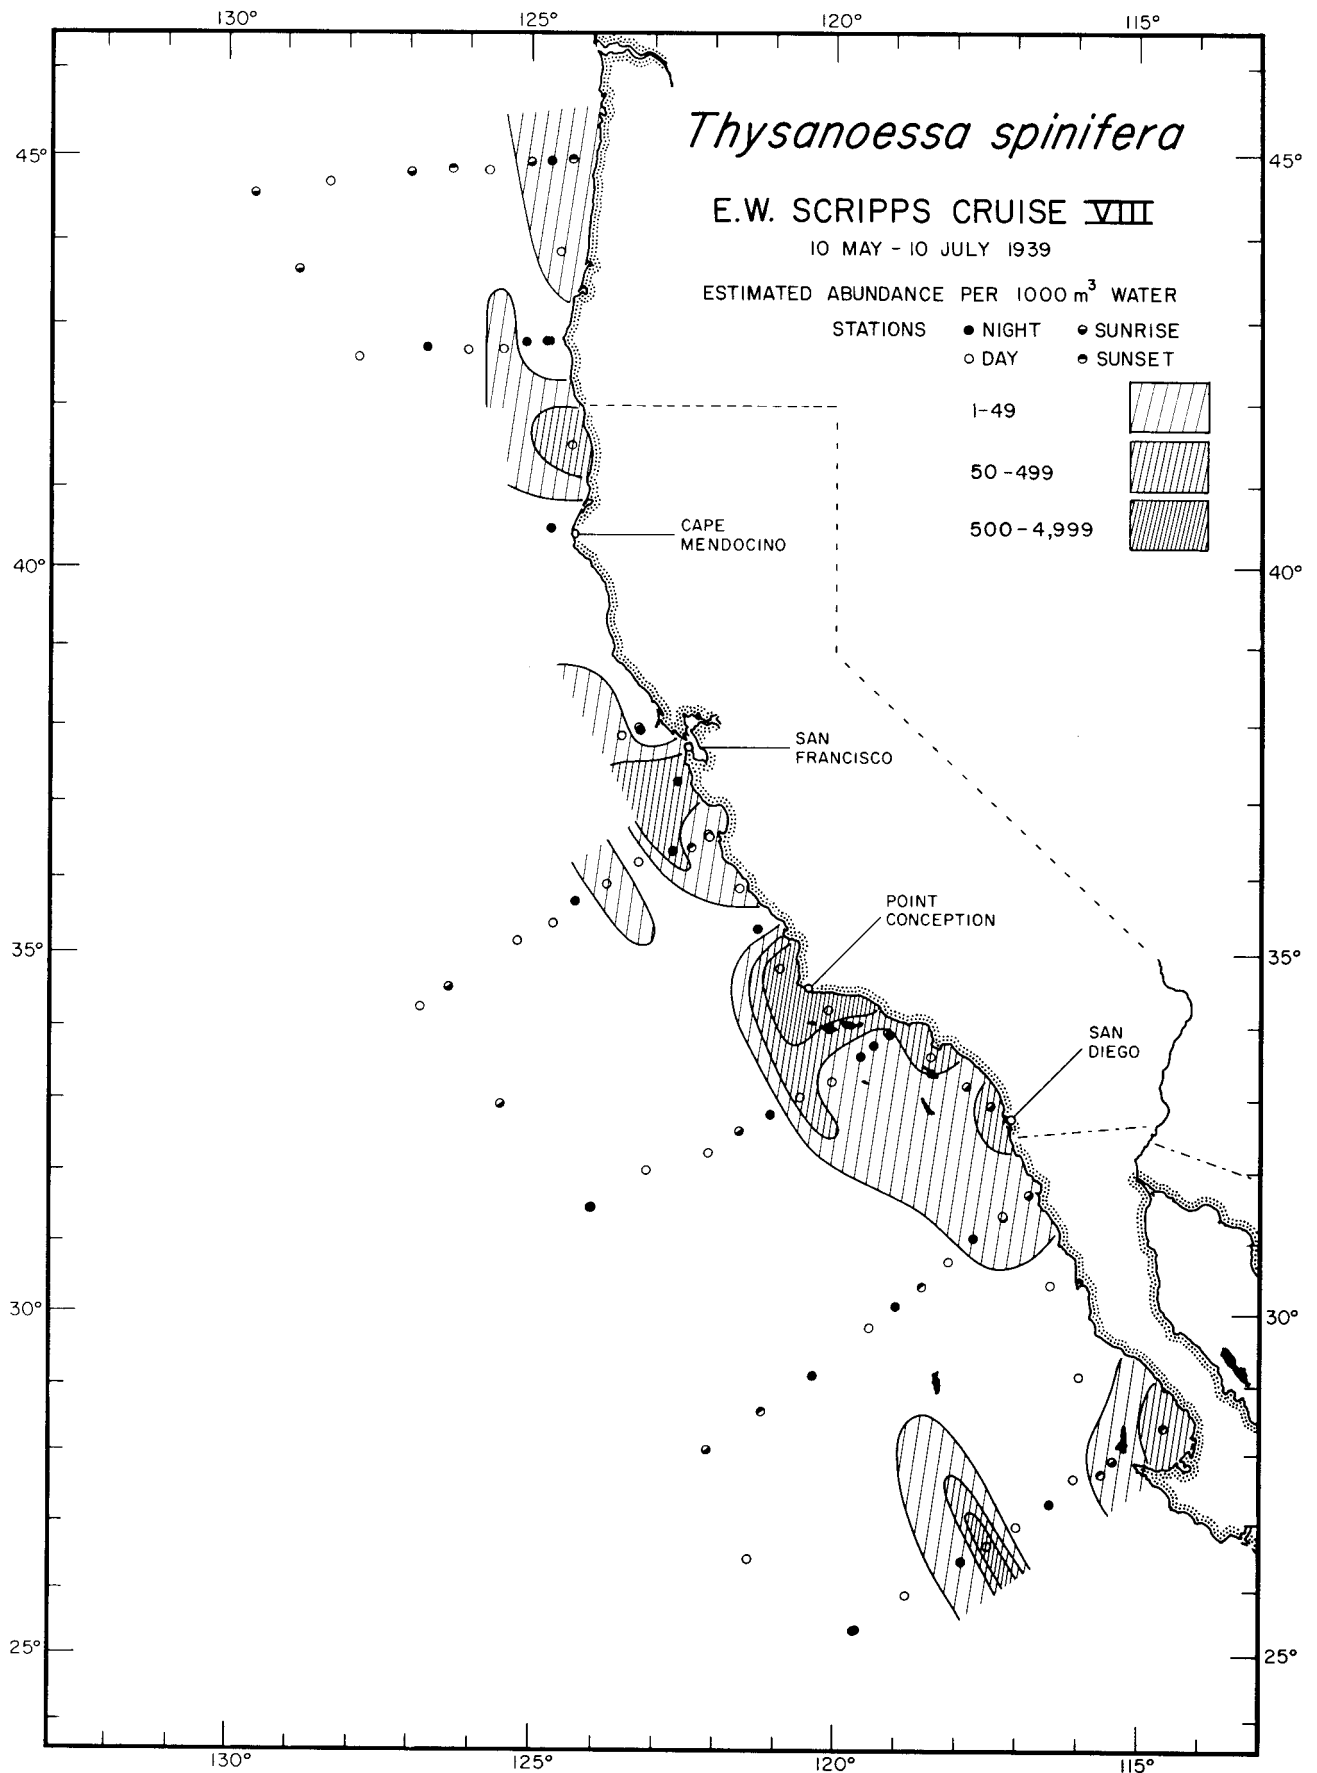 130° 125° 120° 115°
Thysanoessa spinifera
45° 45°
E.W. SCRIPPS CRUISE VIII
10 MAY - 10 JULY 1939
ESTIMATED ABUNDANCE PER 1000 m³ WATER
STATIONS ● NIGHT SUNRISE
○ DAY SUNSET
1-49
50-499
500-4,999
CAPE
MENDOCINO
40° 40°
SAN
FRANCISCO
POINT
CONCEPTION
35° 35°
SAN
DIEGO
30° 30°
25° 25°
130° 125° 120° 115°